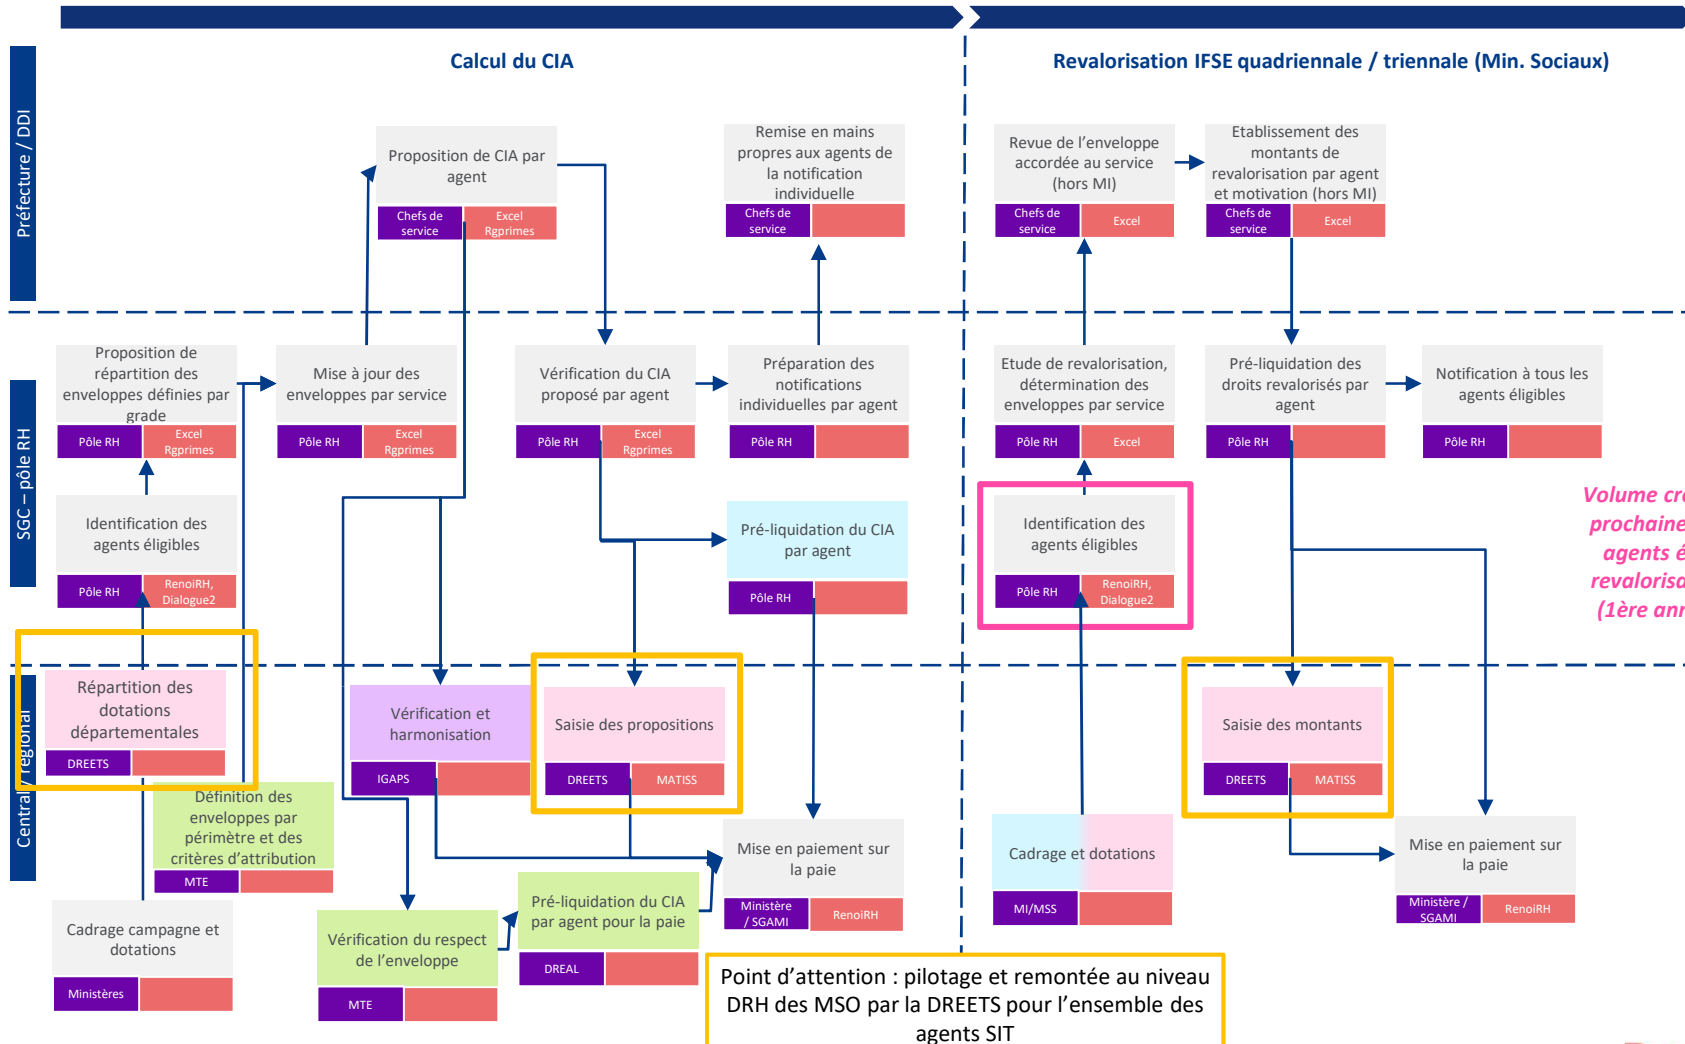 Calcul du CIA
Revalorisation IFSE quadriennale / triennale (Min. Sociaux)
Préfecture / DDI
Proposition de CIA par
agent
Chefs de
service
Excel
Rgprimes
Remise en mains
propres aux agents de
la notification
individuelle
Chefs de
service
Revue de l'enveloppe
accordée au service
(hors MI)
Chefs de
service
Excel
Etablissement des
montants de
revalorisation par agent
et motivation (hors MI)
Chefs de
service
Excel
SGC – pôle RH
Proposition de
répartition des
enveloppes définies par
grade
Pôle RH
Excel
Rgprimes
Mise à jour des
enveloppes par service
Pôle RH
Excel
Rgprimes
Vérification du CIA
proposé par agent
Pôle RH
Excel
Rgprimes
Préparation des
notifications
individuelles par agent
Pôle RH
Etude de revalorisation,
détermination des
enveloppes par service
Pôle RH
Excel
Pré-liquidation des
droits revalorisés par
agent
Pôle RH
Notification à tous les
agents éligibles
Pôle RH
Identification des
agents éligibles
Pôle RH
RenoiRH,
Dialogue2
Pré-liquidation du CIA
par agent
Pôle RH
Identification des
agents éligibles
Pôle RH
RenoiRH,
Dialogue2
Volume cr
prochaine
agents é
revalorisa
(1ère ann
Central / régional
Répartition des
dotations
départementales
DREETS
Vérification et
harmonisation
IGAPS
Saisie des propositions
DREETS
MATISS
Saisie des montants
DREETS
MATISS
Définition des
enveloppes par
périmètre et des
critères d'attribution
MTE
Cadrage campagne et
dotations
Ministères
Vérification du respect
de l'enveloppe
MTE
Pré-liquidation du CIA
par agent pour la paie
DREAL
Mise en paiement sur
la paie
Ministère
/ SGAMI
RenoiRH
Cadrage et dotations
MI/MSS
Mise en paiement sur
la paie
Ministère /
SGAMI
RenoiRH
Point d'attention : pilotage et remontée au niveau
DRH des MSO par la DREETS pour l'ensemble des
agents SIT